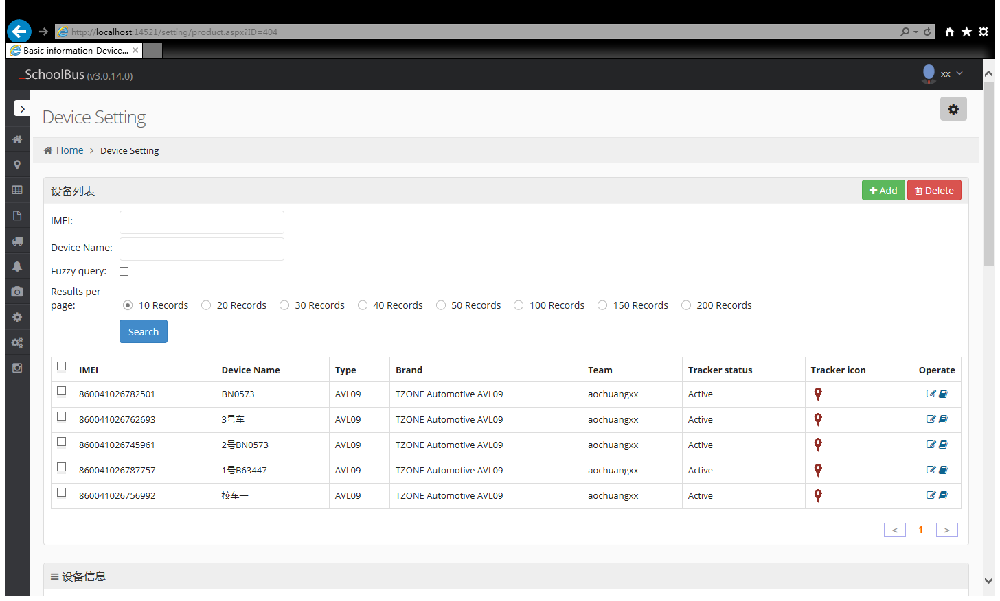 http://localhost:14521/setting/product.aspx?ID=404
Basic information-Device...
...SchoolBus (v3.0.14.0)
xx
Device Setting
Home > Device Setting
设备列表
Add
Delete
IMEI:
Device Name:
Fuzzy query:
Results per page:
10 Records 20 Records 30 Records 40 Records 50 Records 100 Records 150 Records 200 Records
Search
IMEI Device Name Type Brand Team Tracker status Tracker icon Operate
860041026782501 BN0573 AVL09 TZONE Automotive AVL09 aochuangxx Active
860041026762693 3号车 AVL09 TZONE Automotive AVL09 aochuangxx Active
860041026745961 2号BN0573 AVL09 TZONE Automotive AVL09 aochuangxx Active
860041026787757 1号B63447 AVL09 TZONE Automotive AVL09 aochuangxx Active
860041026756992 校车一 AVL09 TZONE Automotive AVL09 aochuangxx Active
< 1 >
设备信息